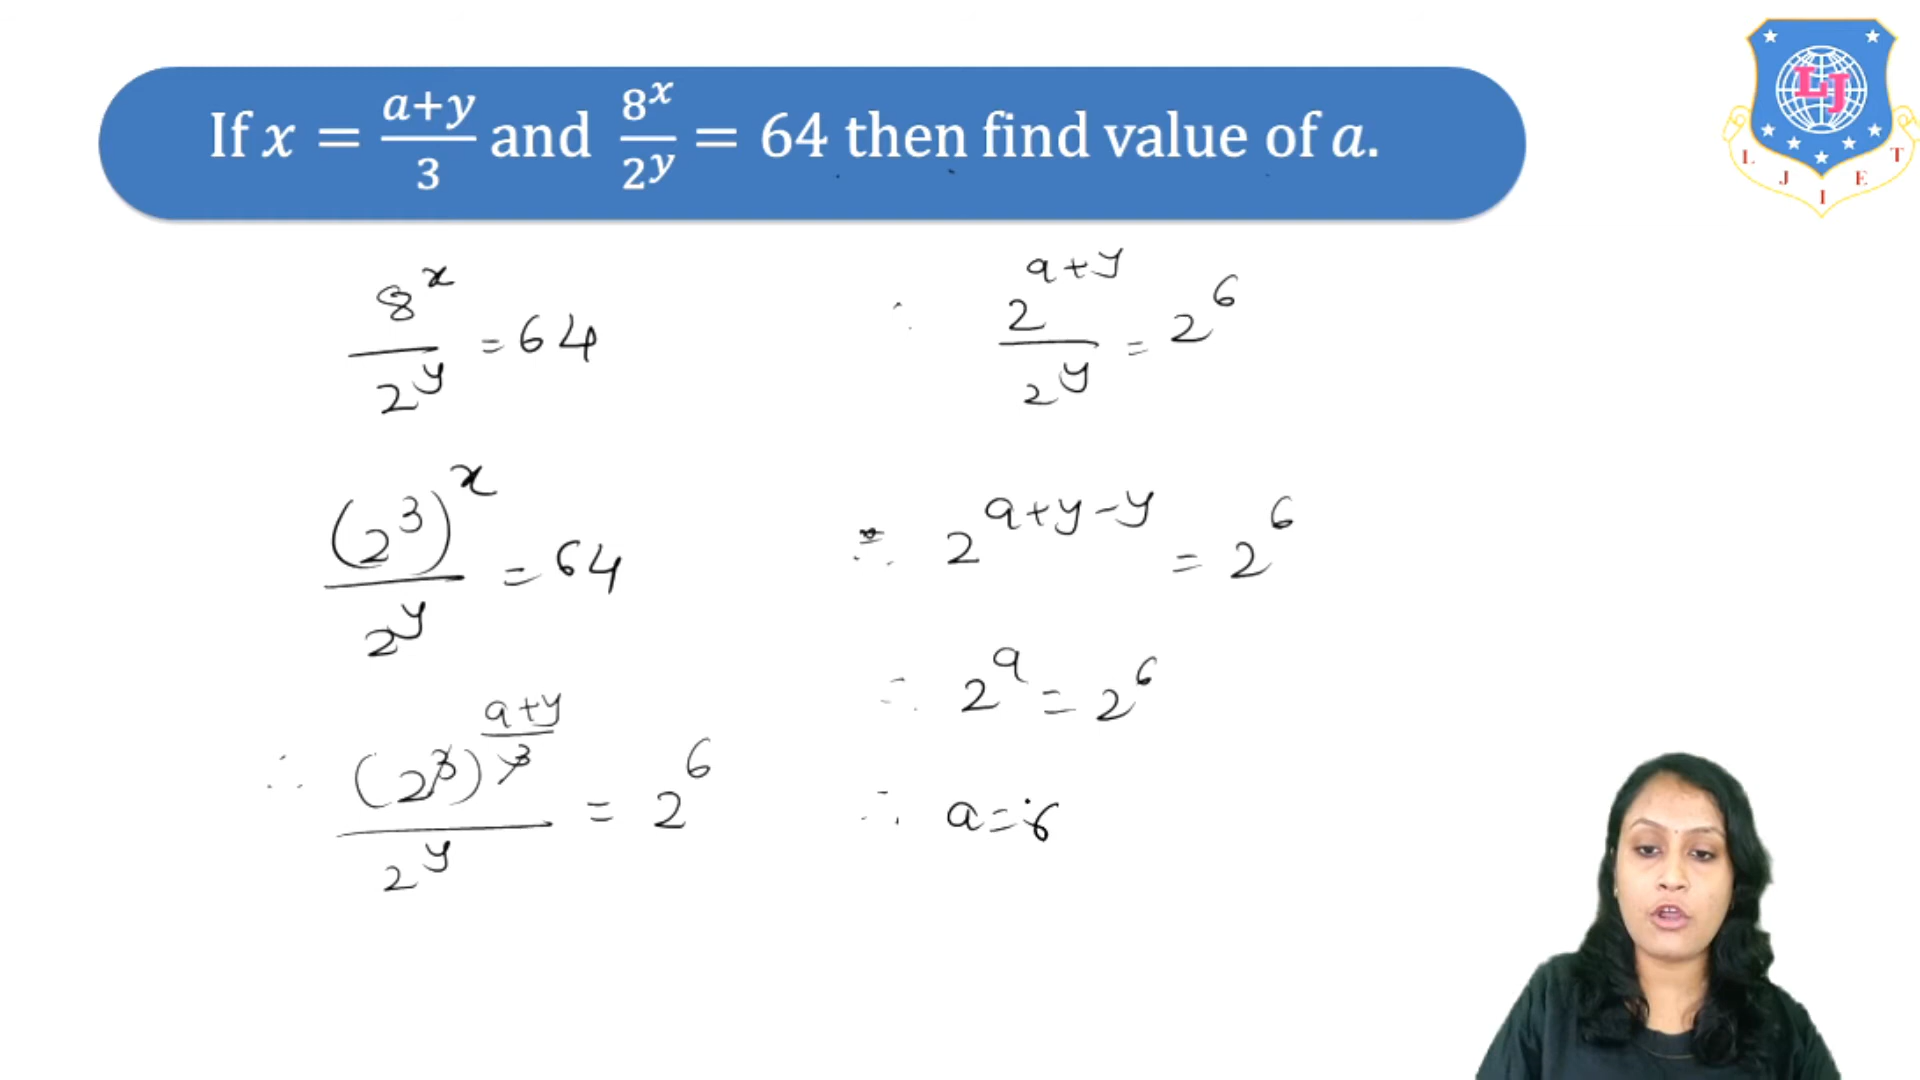 If x = (a+y)/3 and 8^x/2^y = 64 then find value of a.
LJ
L J I E T
8^x/2^y = 64
(2^3)^x/2^y = 64
∴ (2^3)^((a+y)/3)/2^y = 2^6
∴ 2^(a+y)/2^y = 2^6
∴ 2^(a+y-y) = 2^6
∴ 2^a = 2^6
∴ a = 6